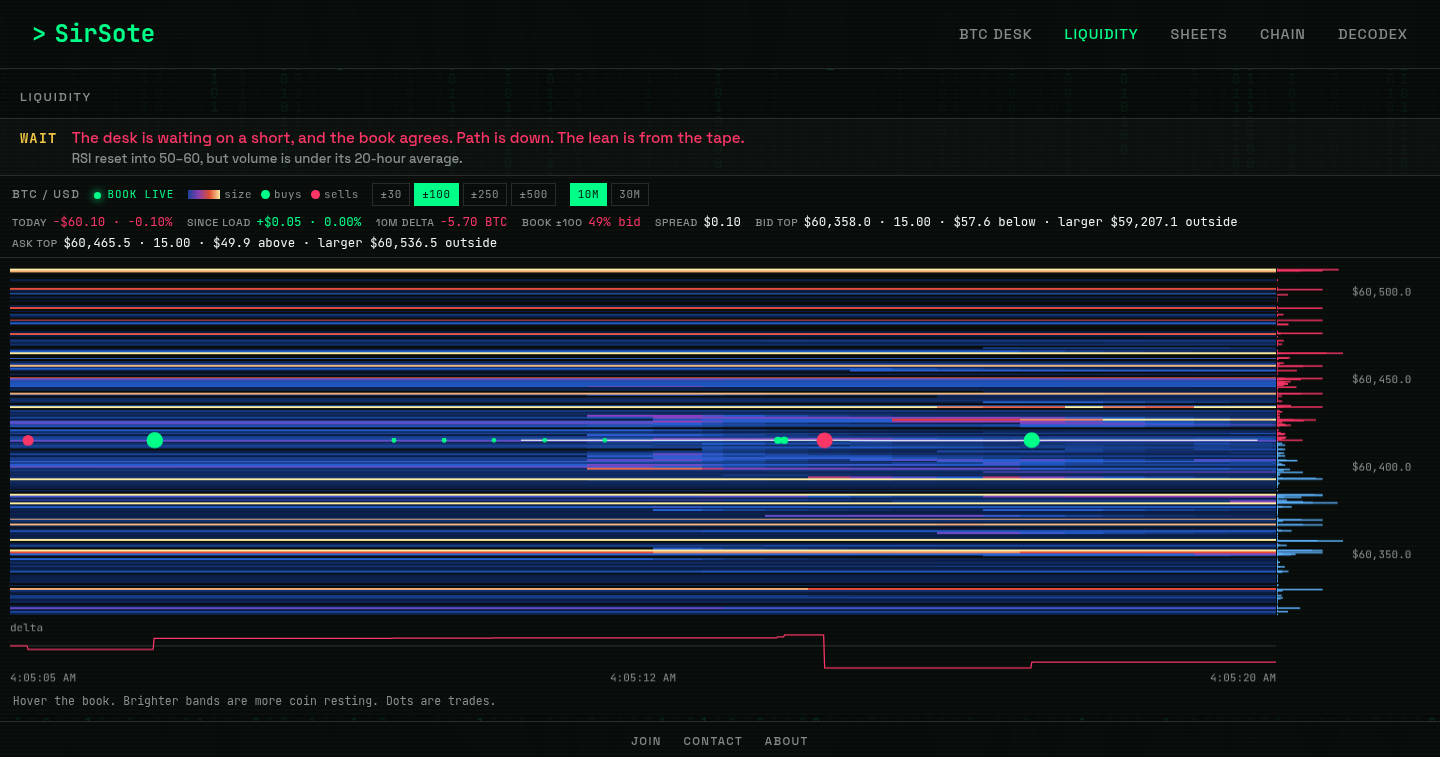 > SirSote
BTC DESK LIQUIDITY SHEETS CHAIN DECODEX
LIQUIDITY
WAIT The desk is waiting on a short, and the book agrees. Path is down. The lean is from the tape.
RSI reset into 50–60, but volume is under its 20-hour average.
BTC / USD BOOK LIVE size buys sells ±30 ±100 ±250 ±500 10M 30M
TODAY -$60.10 · -0.10% SINCE LOAD +$0.05 · 0.00% 10M DELTA -5.70 BTC BOOK ±100 49% bid SPREAD $0.10 BID TOP $60,358.0 · 15.00 · $57.6 below · larger $59,207.1 outside
ASK TOP $60,465.5 · 15.00 · $49.9 above · larger $60,536.5 outside
$60,500.0
$60,450.0
$60,400.0
$60,350.0
delta
4:05:05 AM 4:05:12 AM 4:05:20 AM
Hover the book. Brighter bands are more coin resting. Dots are trades.
JOIN CONTACT ABOUT